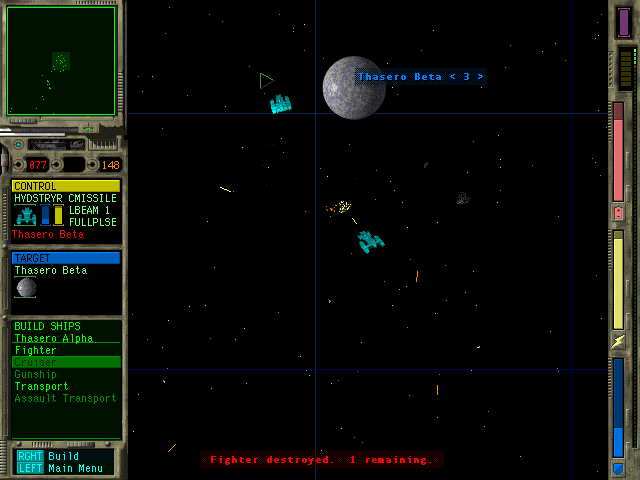 Thasero Beta < 3 >
077 148
CONTROL
HVDSTRYR CMISSILE
LBEAM 1
FULLPLSE
Thasero Beta
TARGET
Thasero Beta
BUILD SHIPS
Thasero Alpha
Fighter
Cruiser
Gunship
Transport
Assault Transport
RGHT Build
LEFT Main Menu
Fighter destroyed. 1 remaining.